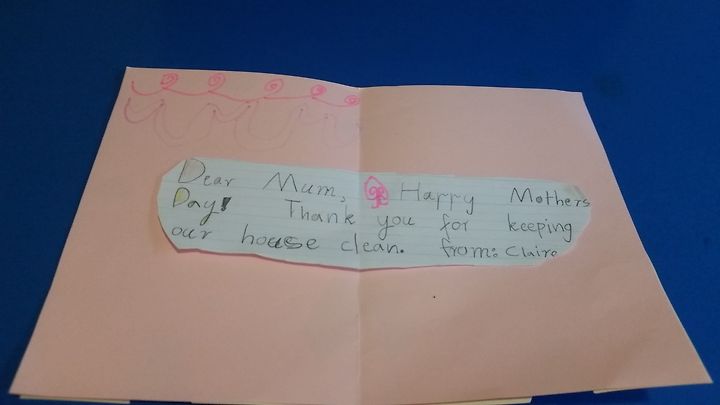 Dear Mum, Happy Mothers
Day! Thank you for keeping
our house clean. from: Claire